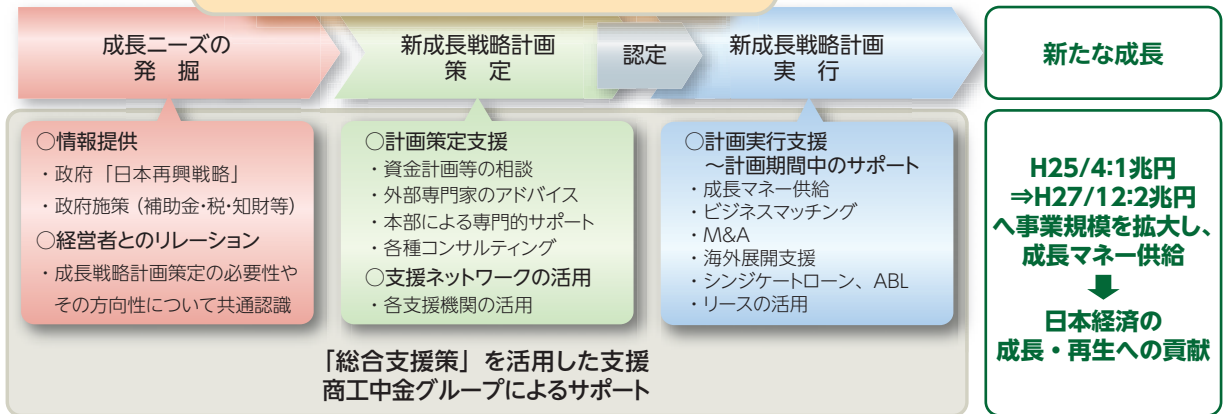 成長ニーズの
発 掘
新成長戦略計画
策 定
認定
新成長戦略計画
実 行
新たな成長
○情報提供
・政府「日本再興戦略」
・政府施策(補助金・税・知財等)
○経営者とのリレーション
・成長戦略計画策定の必要性や
その方向性について共通認識
○計画策定支援
・資金計画等の相談
・外部専門家のアドバイス
・本部による専門的サポート
・各種コンサルティング
○支援ネットワークの活用
・各支援機関の活用
○計画実行支援
～計画期間中のサポート
・成長マネー供給
・ビジネスマッチング
・M&A
・海外展開支援
・シンジケートローン、ABL
・リースの活用
「総合支援策」を活用した支援
商工中金グループによるサポート
H25/4:1兆円
⇒H27/12:2兆円
へ事業規模を拡大し、
成長マネー供給
日本経済の
成長・再生への貢献